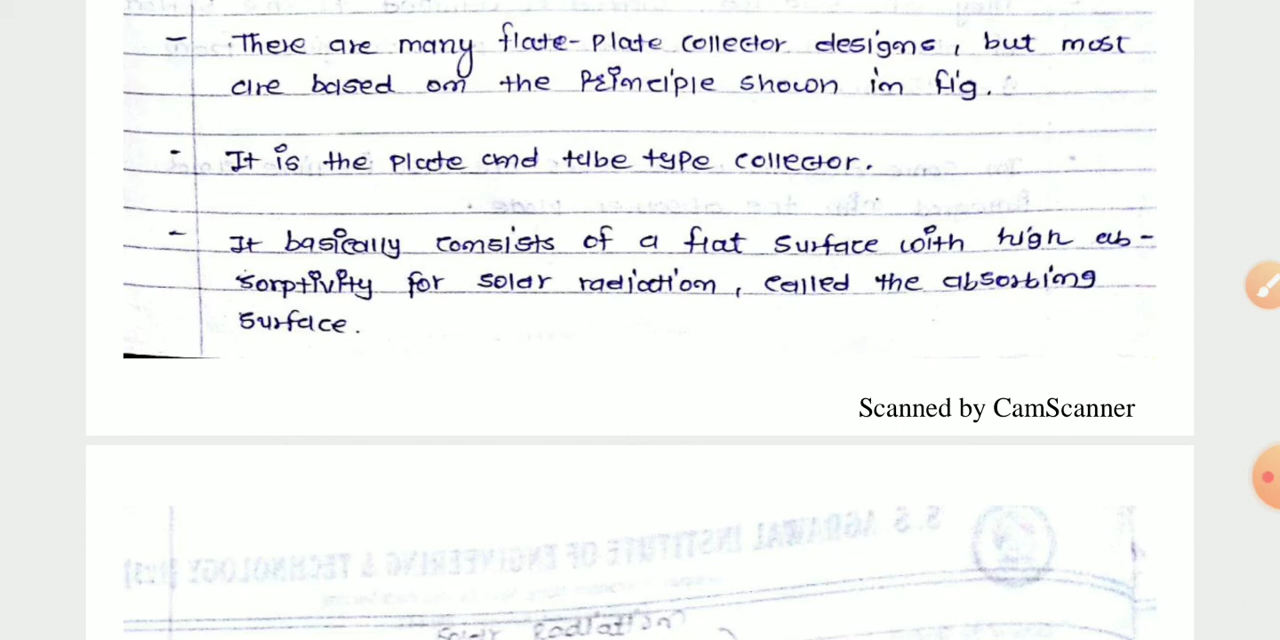 - There are many flate-Plate collector designs, but most
are based on the Principle shown in fig.
- It is the Plate and tube type collector.
- It basically consists of a flat surface with high ab-
sorptivity for solar radiation, called the absorbing
surface.
Scanned by CamScanner
S.S AGRAWAL INSTITUTE OF ENGINEERING & TECHNOLOGY
Solar Radiation